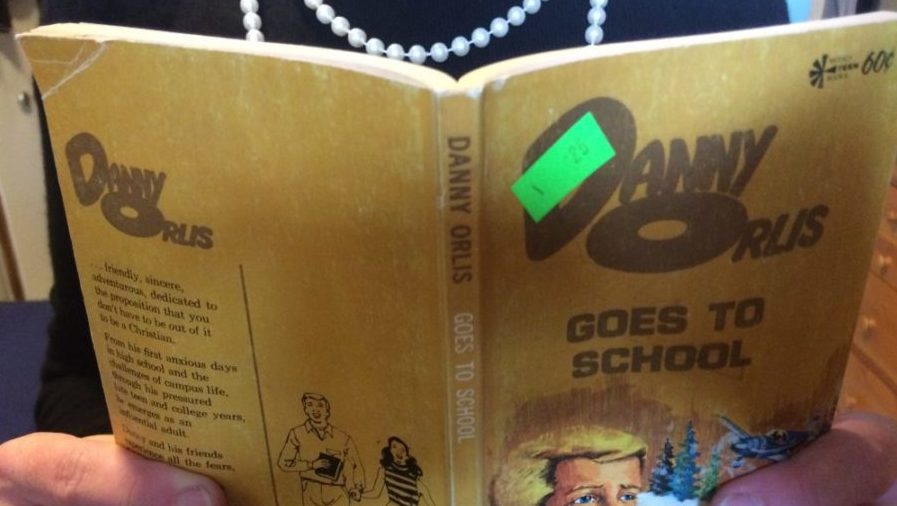 DANNY
ORLIS
...friendly, sincere,
adventurous, dedicated to
the proposition that you
don't have to be out of it
to be a Christian.
From his first anxious days
in high school and the
challenges of campus life,
through his pressured
late teen and college years,
he emerges as an
influential adult.
Danny and his friends
experience all the fears,
DANNY ORLIS GOES TO SCHOOL
TEEN
60¢
.25
DANNY
ORLIS
GOES TO
SCHOOL